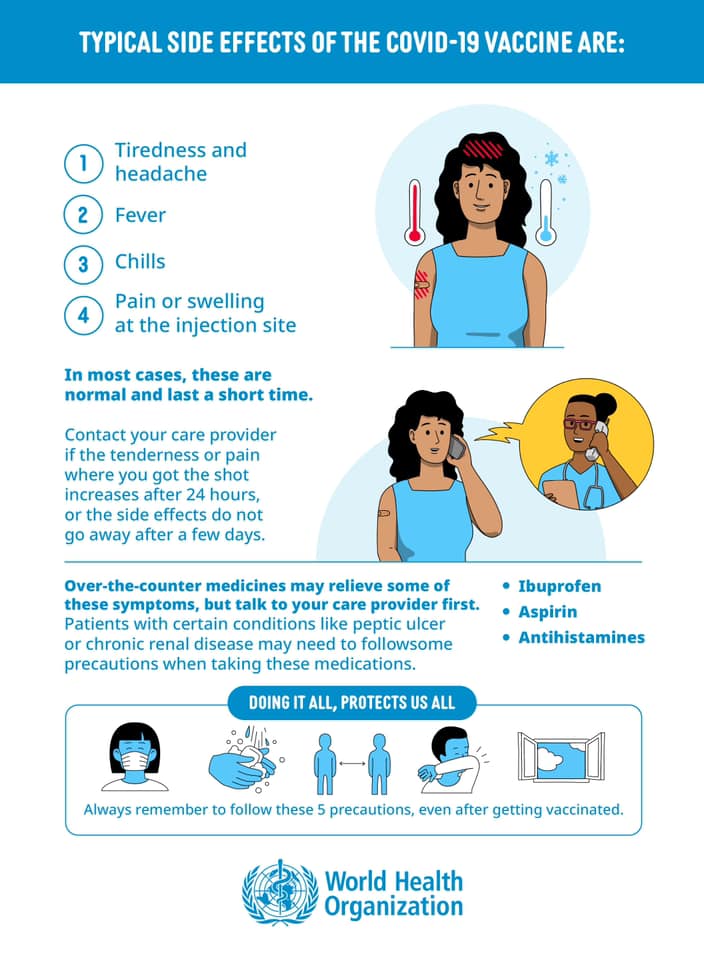 TYPICAL SIDE EFFECTS OF THE COVID-19 VACCINE ARE:
1 Tiredness and
headache
2 Fever
3 Chills
4 Pain or swelling
at the injection site
In most cases, these are
normal and last a short time.
Contact your care provider
if the tenderness or pain
where you got the shot
increases after 24 hours,
or the side effects do not
go away after a few days.
Over-the-counter medicines may relieve some of
these symptoms, but talk to your care provider first.
Patients with certain conditions like peptic ulcer
or chronic renal disease may need to followsome
precautions when taking these medications.
• Ibuprofen
• Aspirin
• Antihistamines
DOING IT ALL, PROTECTS US ALL
Always remember to follow these 5 precautions, even after getting vaccinated.
World Health
Organization